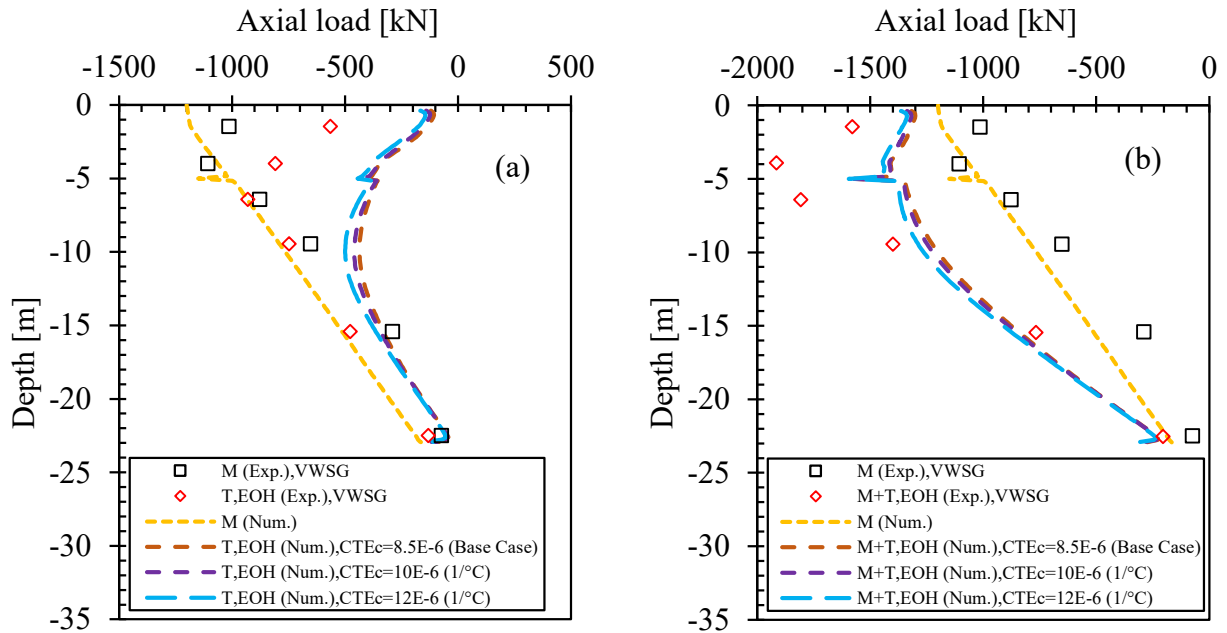 Axial load [kN]
-1500 -1000 -500 0 500
0
-5
-10
-15
-20
-25
-30
-35
Depth [m]
(a)
M (Exp.),VWSG
T,EOH (Exp.),VWSG
M (Num.)
T,EOH (Num.),CTEc=8.5E-6 (Base Case)
T,EOH (Num.),CTEc=10E-6 (1/°C)
T,EOH (Num.),CTEc=12E-6 (1/°C)
Axial load [kN]
-2000 -1500 -1000 -500 0
0
-5
-10
-15
-20
-25
-30
-35
Depth [m]
(b)
M (Exp.),VWSG
M+T,EOH (Exp.),VWSG
M (Num.)
M+T,EOH (Num.),CTEc=8.5E-6 (Base Case)
M+T,EOH (Num.),CTEc=10E-6 (1/°C)
M+T,EOH (Num.),CTEc=12E-6 (1/°C)